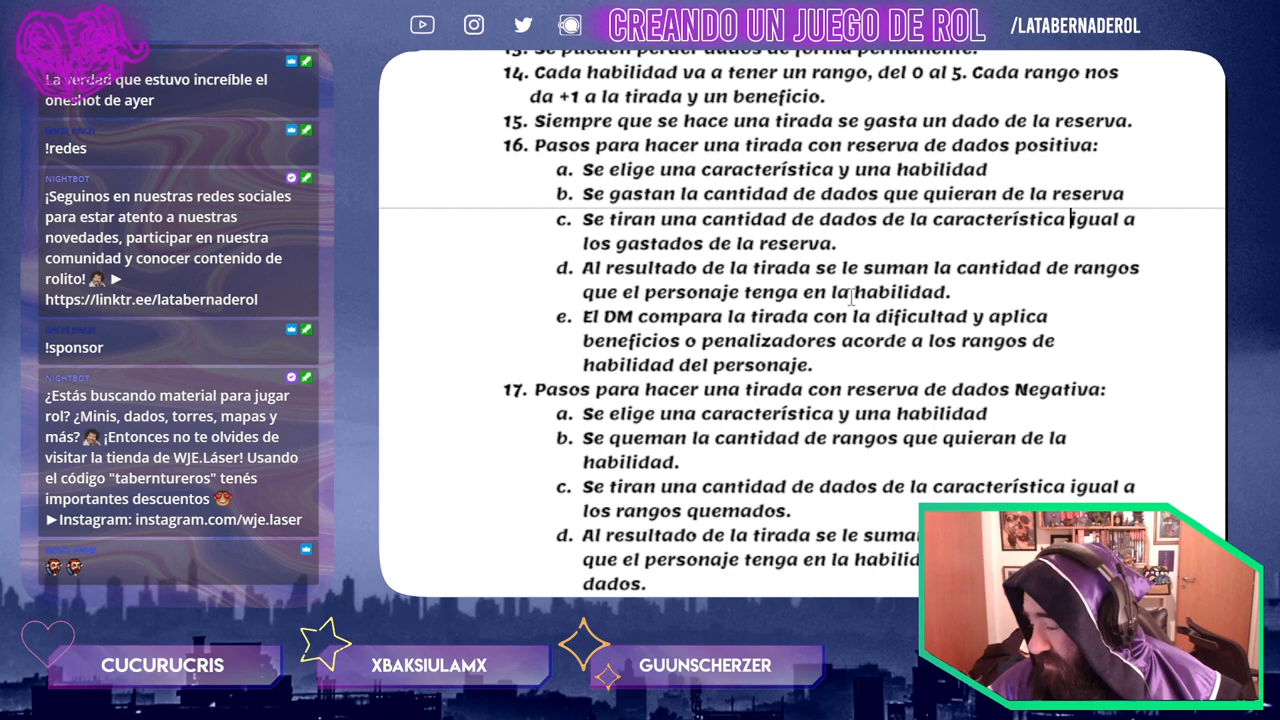 CREANDO UN JUEGO DE ROL
/LATABERNADEROL
La verdad que estuvo increíble el
oneshot de ayer
!redes
NIGHTBOT
¡Seguinos en nuestras redes sociales
para estar atento a nuestras
novedades, participar en nuestra
comunidad y conocer contenido de
rolito! ►
https://linktr.ee/latabernaderol
!sponsor
NIGHTBOT
¿Estás buscando material para jugar
rol? ¿Minis, dados, torres, mapas y
más? ¡Entonces no te olvides de
visitar la tienda de WJE.Láser! Usando
el código "taberntureros" tenés
importantes descuentos
►Instagram: instagram.com/wje.laser
13. Se pueden perder dados de forma permanente.
14. Cada habilidad va a tener un rango, del 0 al 5. Cada rango nos
da +1 a la tirada y un beneficio.
15. Siempre que se hace una tirada se gasta un dado de la reserva.
16. Pasos para hacer una tirada con reserva de dados positiva:
a. Se elige una característica y una habilidad
b. Se gastan la cantidad de dados que quieran de la reserva
c. Se tiran una cantidad de dados de la característica igual a
los gastados de la reserva.
d. Al resultado de la tirada se le suman la cantidad de rangos
que el personaje tenga en la habilidad.
e. El DM compara la tirada con la dificultad y aplica
beneficios o penalizadores acorde a los rangos de
habilidad del personaje.
17. Pasos para hacer una tirada con reserva de dados Negativa:
a. Se elige una característica y una habilidad
b. Se queman la cantidad de rangos que quieran de la
habilidad.
c. Se tiran una cantidad de dados de la característica igual a
los rangos quemados.
d. Al resultado de la tirada se le suma
que el personaje tenga en la habilid
dados.
CUCURUCRIS
XBAKSIULAMX
GUUNSCHERZER